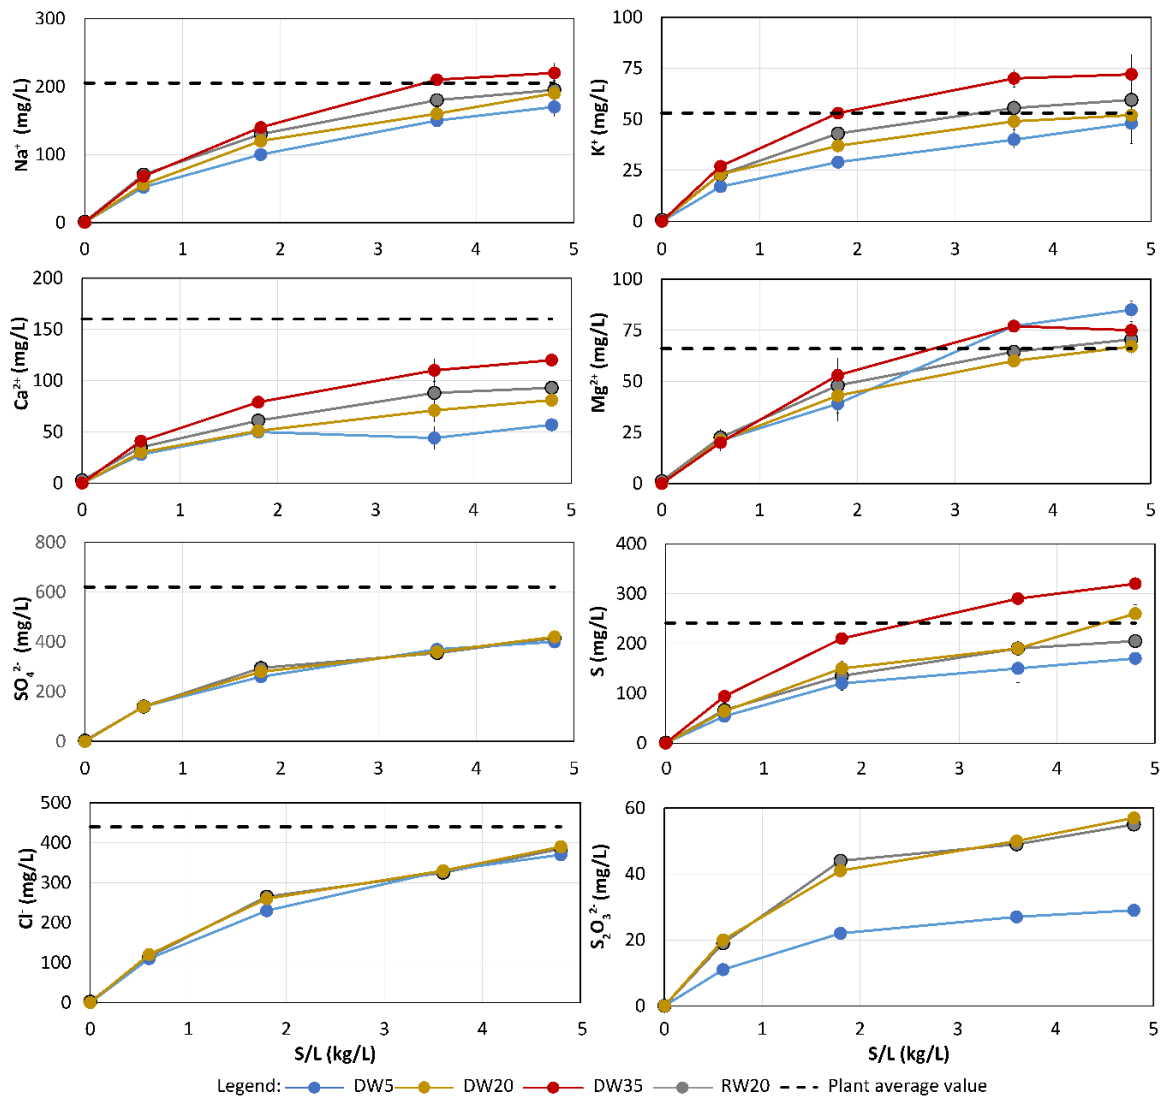 300
200
100
0
Na⁺ (mg/L)
0 1 2 3 4 5
100
75
50
25
0
K⁺ (mg/L)
0 1 2 3 4 5
200
150
100
50
0
Ca²⁺ (mg/L)
0 1 2 3 4 5
100
75
50
25
0
Mg²⁺ (mg/L)
0 1 2 3 4 5
800
600
400
200
0
SO₄²⁻ (mg/L)
0 1 2 3 4 5
400
300
200
100
0
S (mg/L)
0 1 2 3 4 5
500
400
300
200
100
0
Cl⁻ (mg/L)
0 1 2 3 4 5
S/L (kg/L)
60
40
20
0
S₂O₃²⁻ (mg/L)
0 1 2 3 4 5
S/L (kg/L)
Legend: DW5 DW20 DW35 RW20 Plant average value